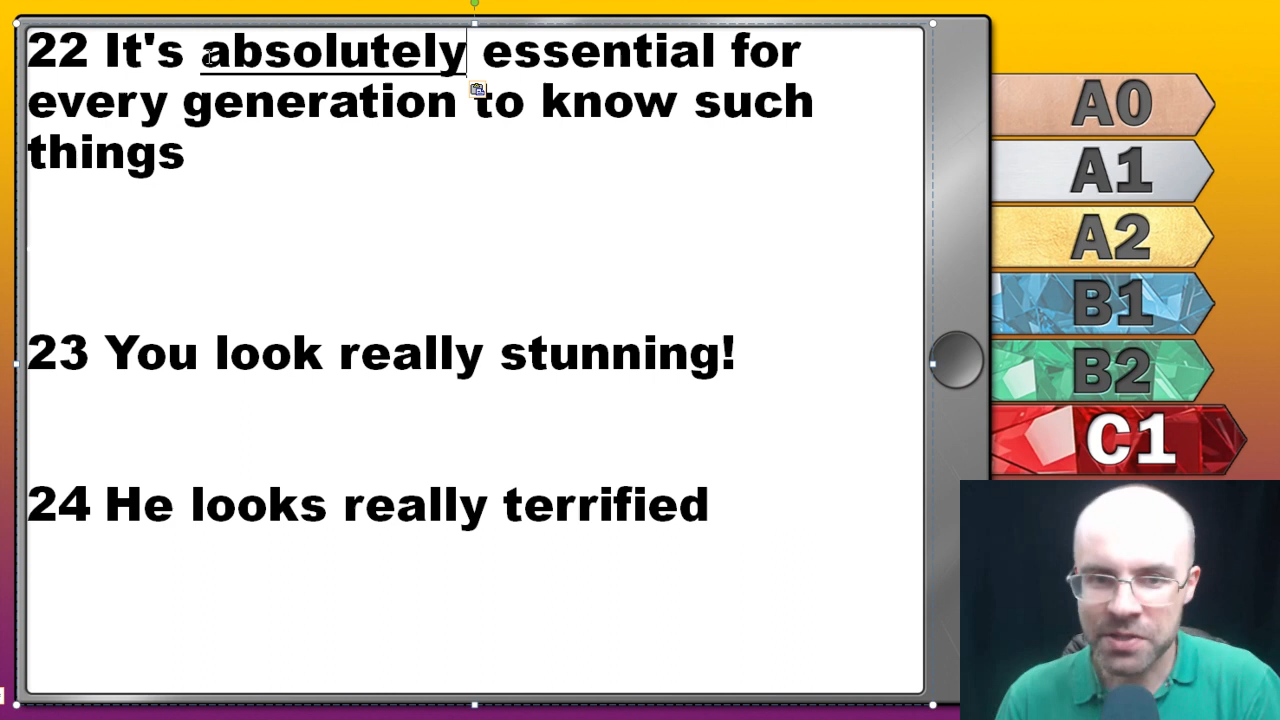 22 It's absolutely essential for
every generation to know such
things
23 You look really stunning!
24 He looks really terrified
A0
A1
A2
B1
B2
C1